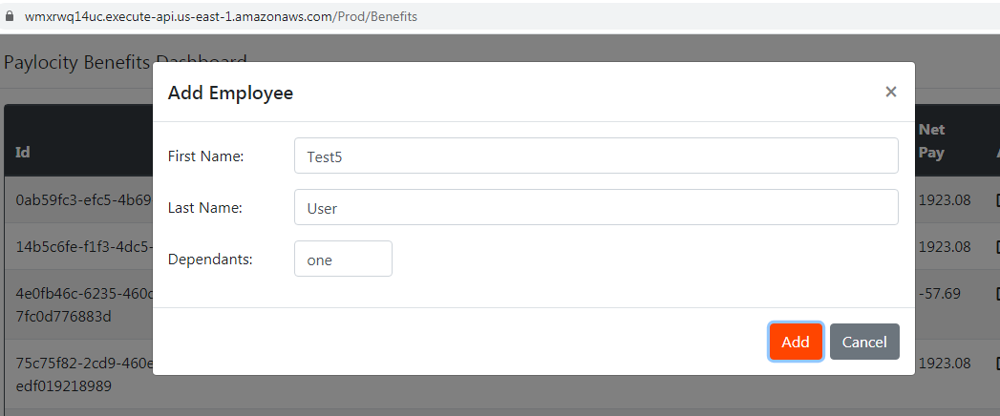 wmxrwq14uc.execute-api.us-east-1.amazonaws.com/Prod/Benefits
Paylocity Benefits Dashboard
Add Employee
×
First Name: Test5
Last Name: User
Dependants: one
Add Cancel
Id
Net
Pay
0ab59fc3-efc5-4b69
1923.08
14b5c6fe-f1f3-4dc5-
1923.08
4e0fb46c-6235-460c
7fc0d776883d
-57.69
75c75f82-2cd9-460e
edf019218989
1923.08